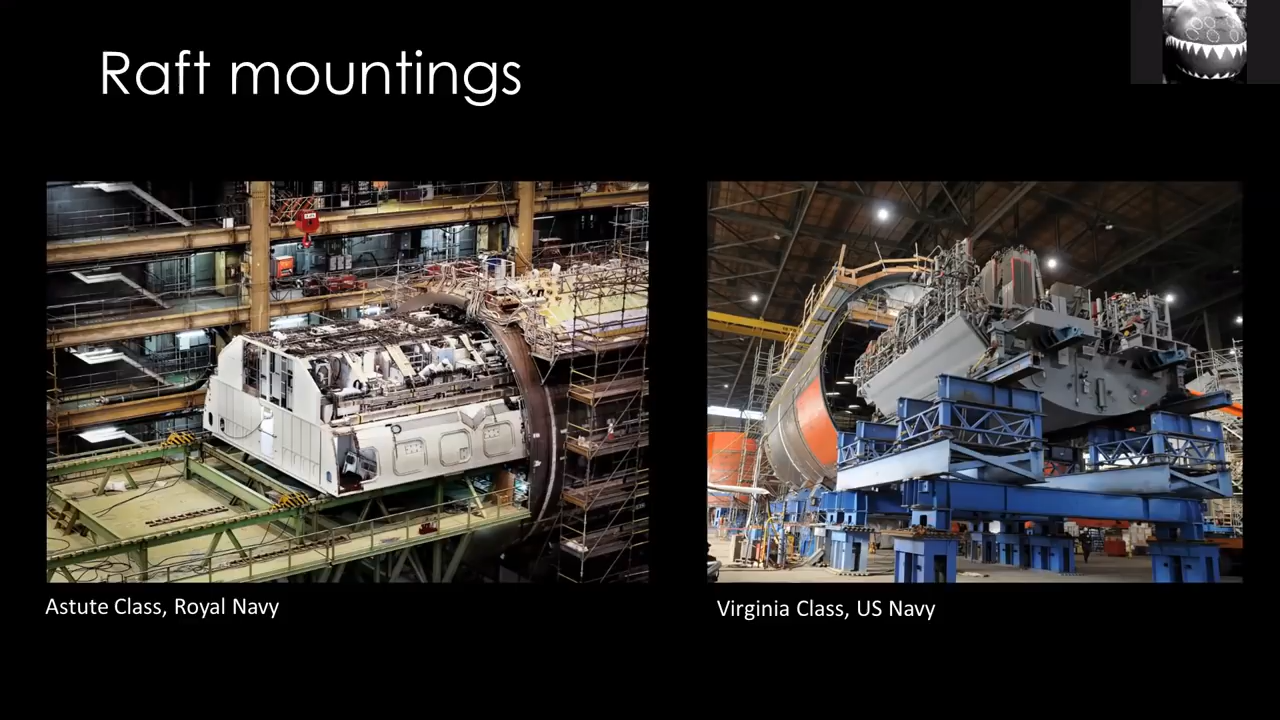 Raft mountings
Astute Class, Royal Navy
Virginia Class, US Navy